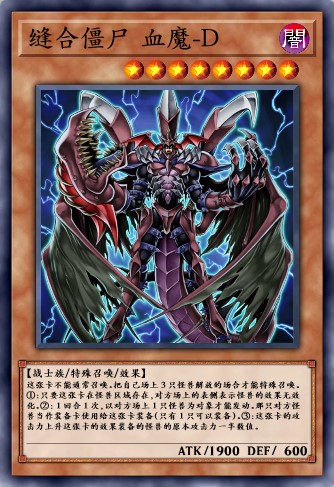 缝合僵尸 血魔-D
闇
【战士族/特殊召唤/效果】
这张卡不能通常召唤。把自己场上3只怪兽解放的场合才能特殊召唤。
①:只要这张卡在怪兽区域存在,对方场上的表侧表示怪兽的效果无效
化。②:1回合1次,以对方场上1只怪兽为对象才能发动。那只对方怪
兽当作装备卡使用给这张卡装备(只有1只可以装备)。③:这张卡的攻
击力上升这张卡的效果装备的怪兽的原本攻击力一半数值。
ATK/1900 DEF/ 600